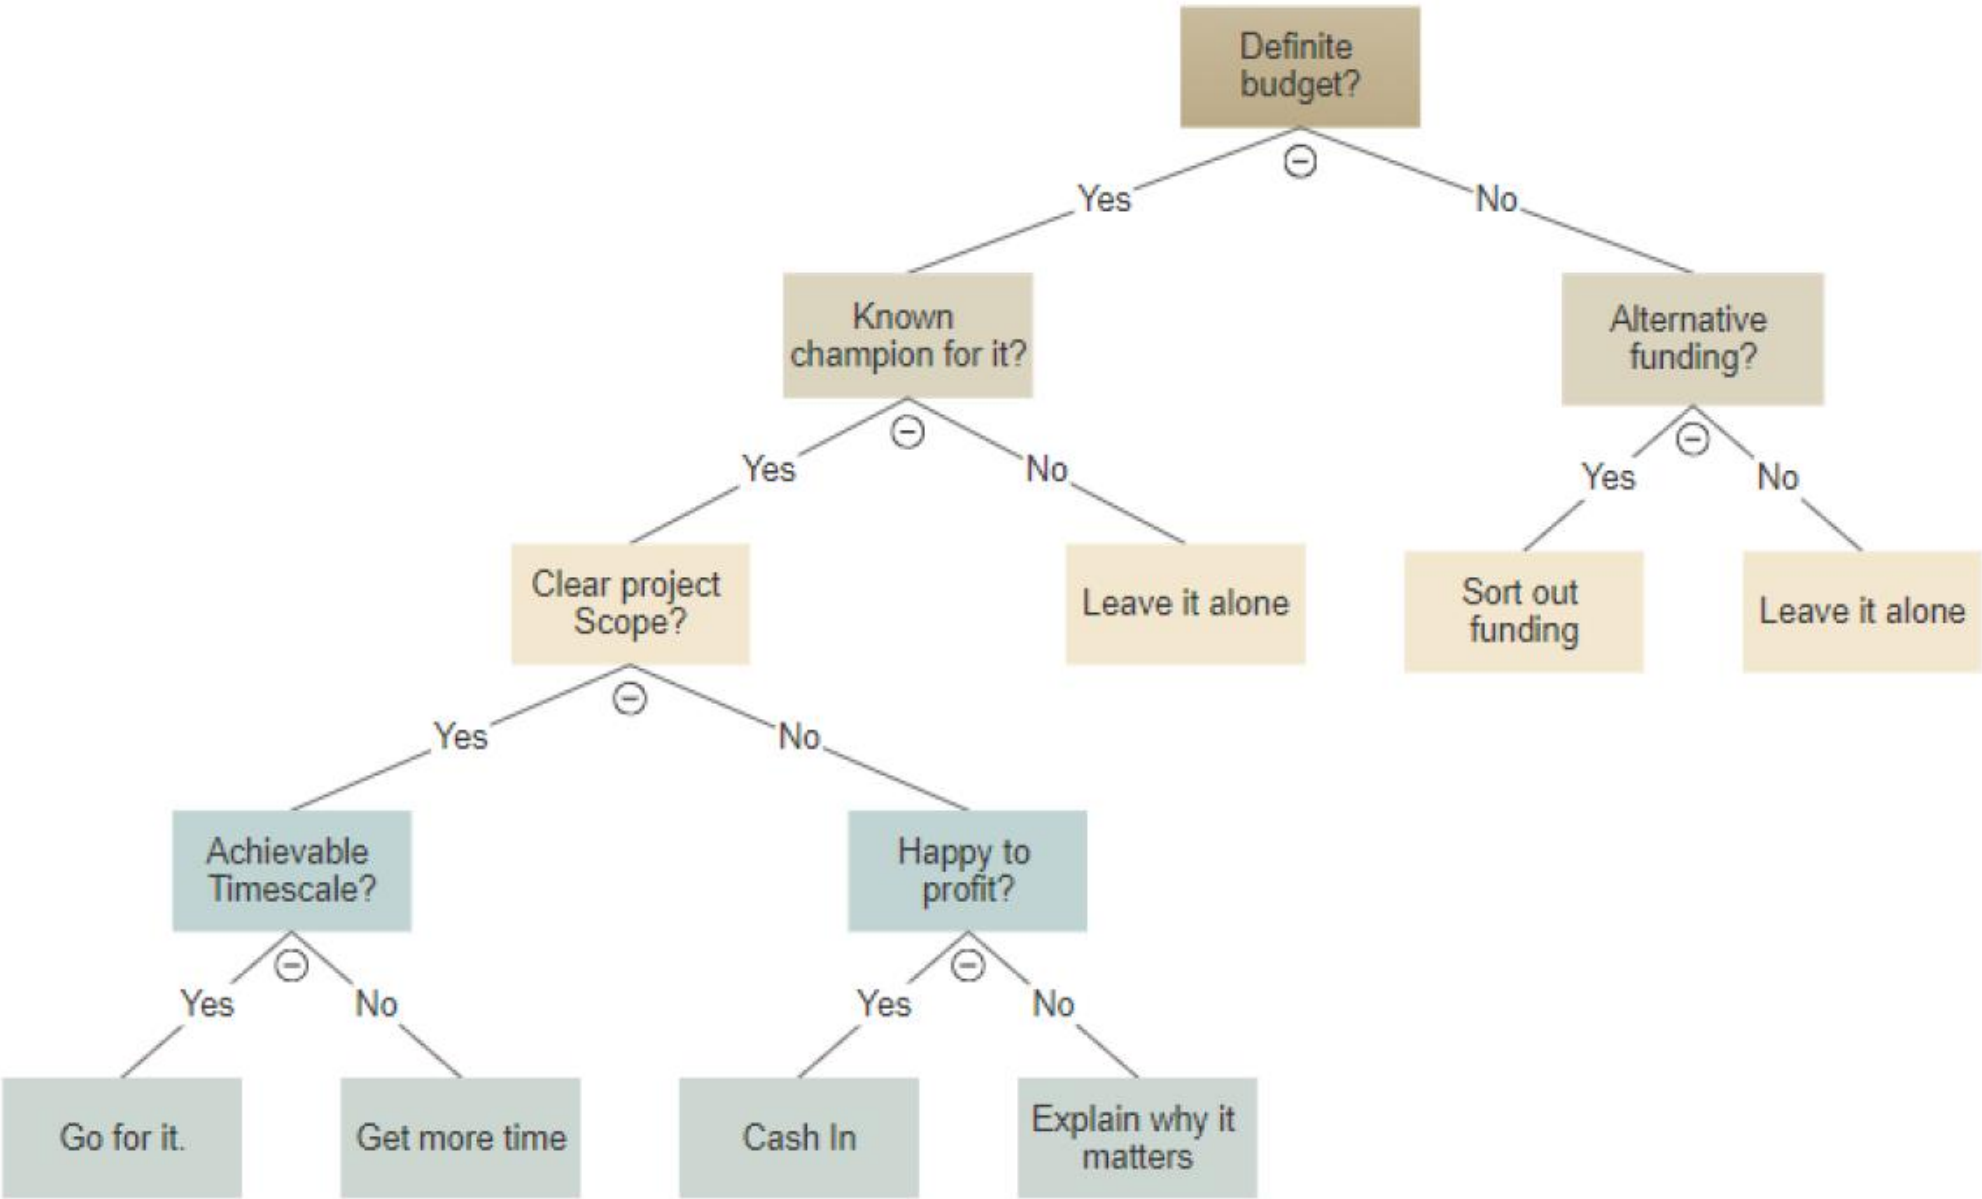 Definite
budget?
Yes
No
Known
champion for it?
Alternative
funding?
Yes
No
Yes
No
Clear project
Scope?
Leave it alone
Sort out
funding
Leave it alone
Yes
No
Achievable
Timescale?
Happy to
profit?
Yes
No
Yes
No
Go for it.
Get more time
Cash In
Explain why it
matters